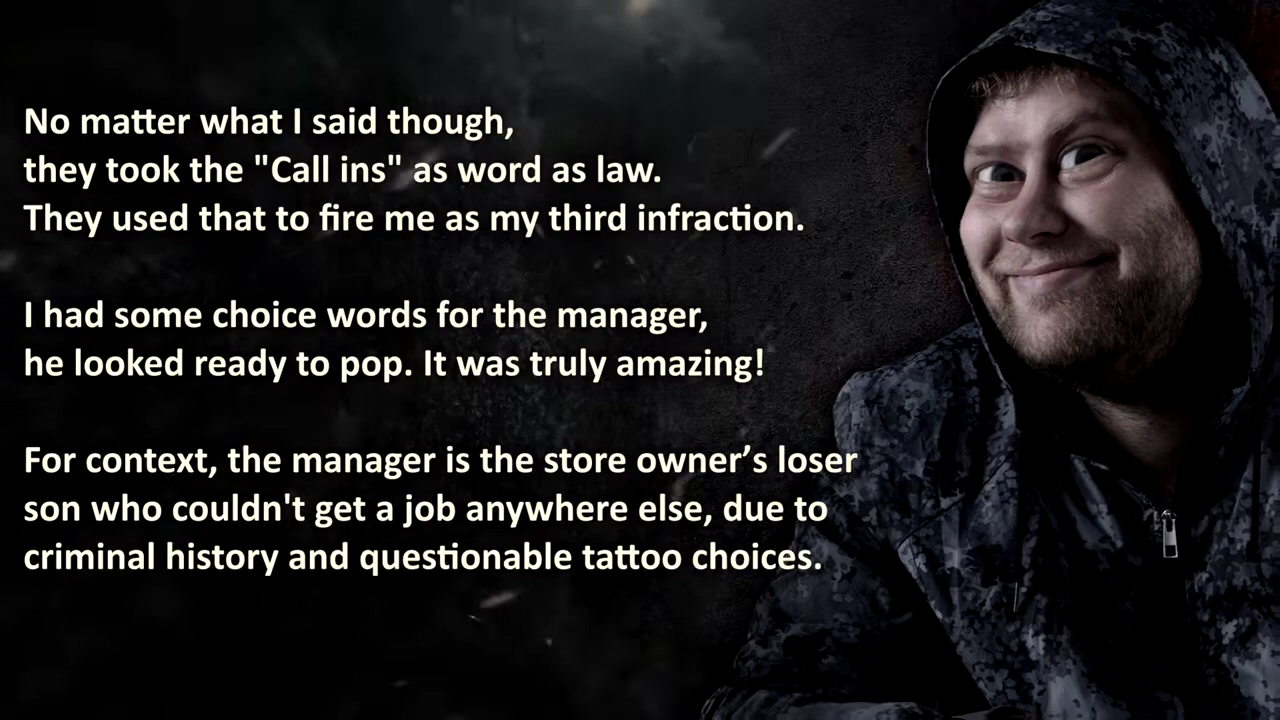 No matter what I said though,
they took the "Call ins" as word as law.
They used that to fire me as my third infraction.
I had some choice words for the manager,
he looked ready to pop. It was truly amazing!
For context, the manager is the store owner’s loser
son who couldn't get a job anywhere else, due to
criminal history and questionable tattoo choices.